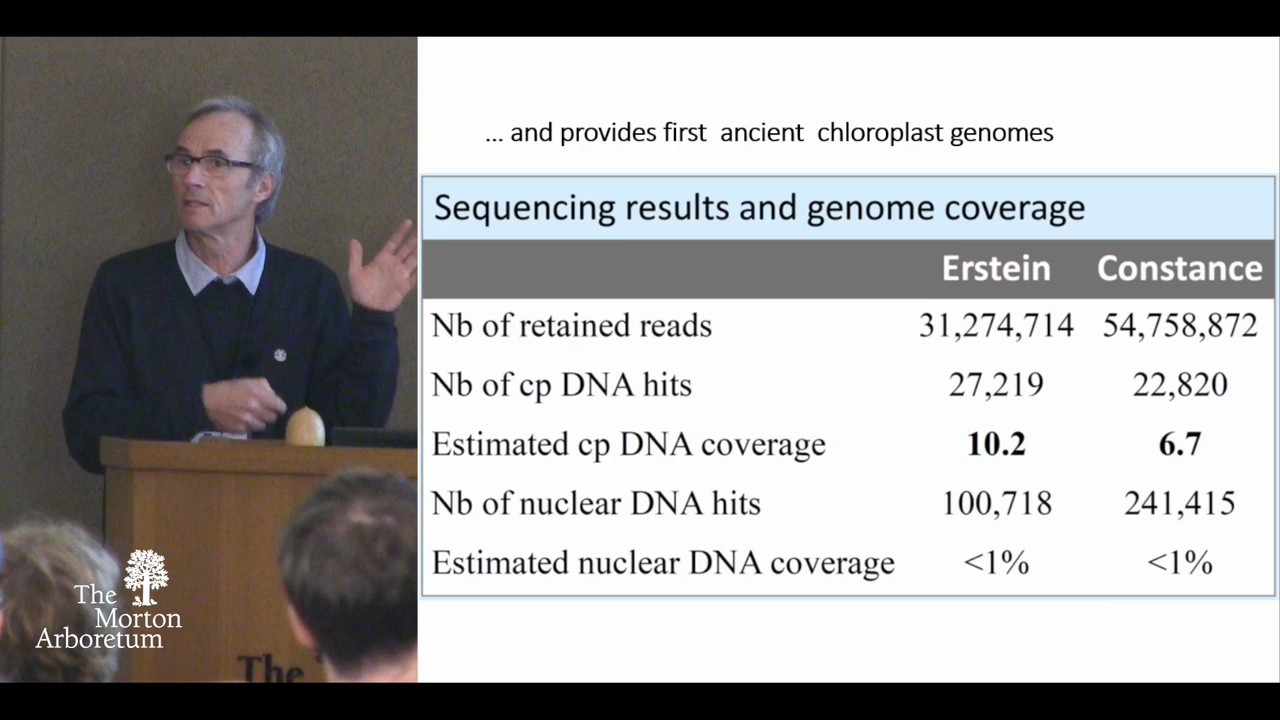 ... and provides first ancient chloroplast genomes
Sequencing results and genome coverage
Erstein Constance
Nb of retained reads 31,274,714 54,758,872
Nb of cp DNA hits 27,219 22,820
Estimated cp DNA coverage 10.2 6.7
Nb of nuclear DNA hits 100,718 241,415
Estimated nuclear DNA coverage <1% <1%
The
Morton
Arboretum
The